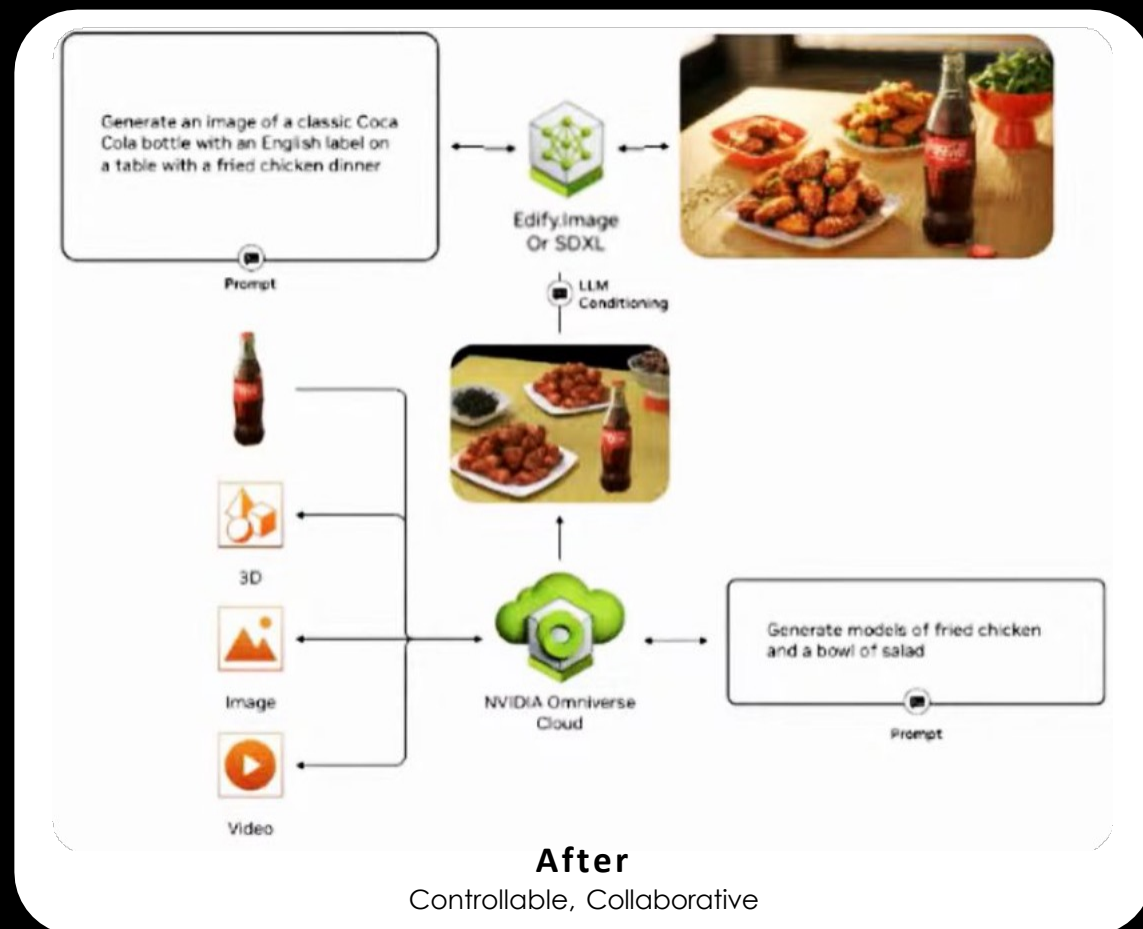 Generate an image of a classic Coca
Cola bottle with an English label on
a table with a fried chicken dinner
Prompt
Edify.Image
Or SDXL
LLM
Conditioning
3D
Image
Video
NVIDIA Omniverse
Cloud
Generate models of fried chicken
and a bowl of salad
Prompt
After
Controllable, Collaborative